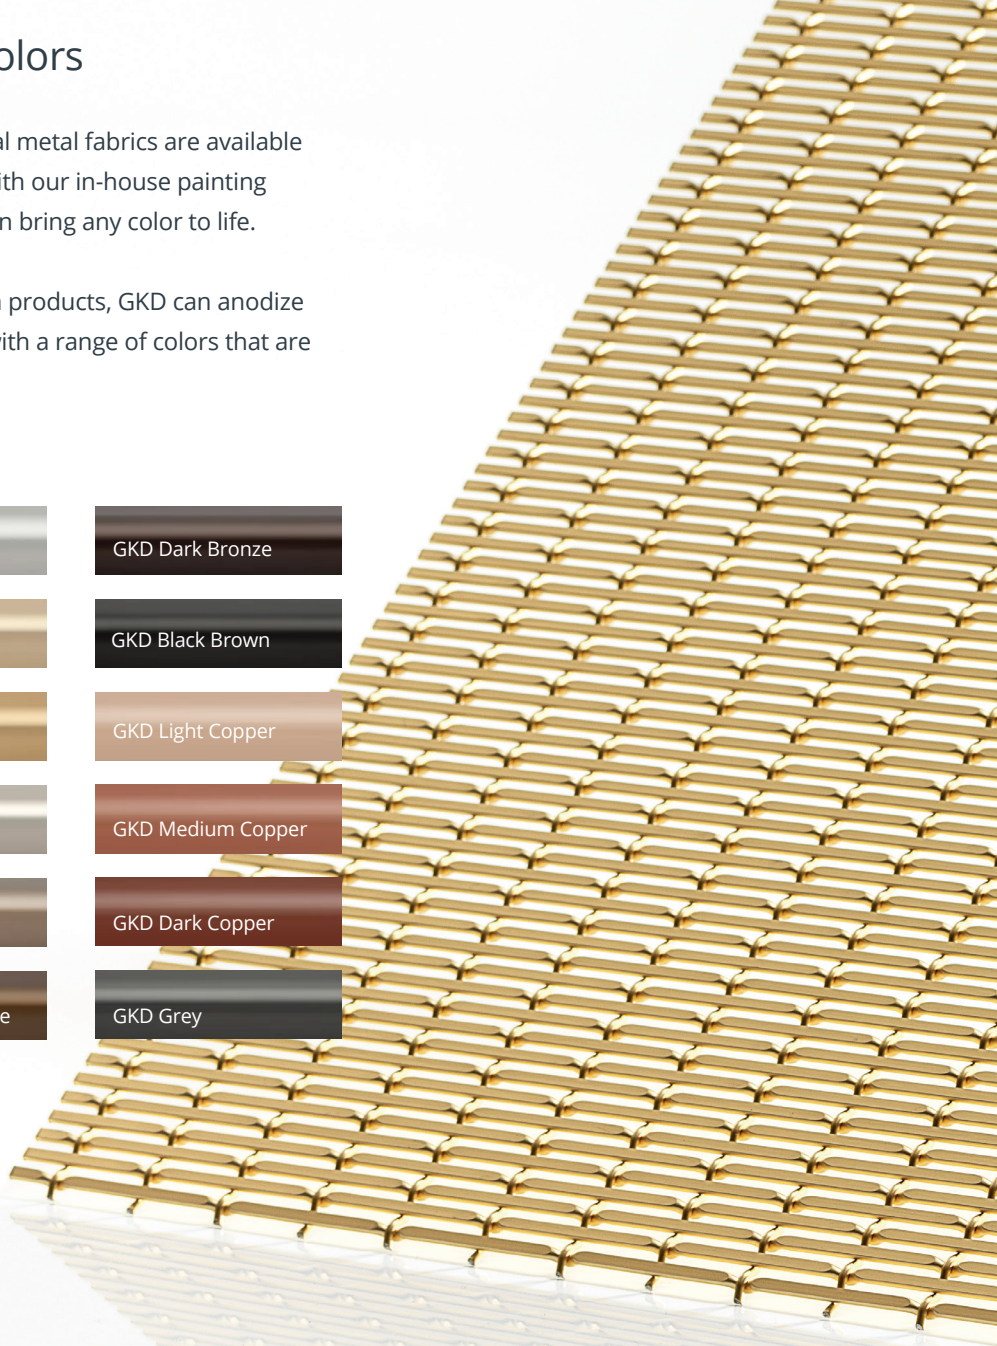 olors
al metal fabrics are available
ith our in-house painting
n bring any color to life.
products, GKD can anodize
with a range of colors that are
GKD Dark Bronze
GKD Black Brown
GKD Light Copper
GKD Medium Copper
GKD Dark Copper
e
GKD Grey